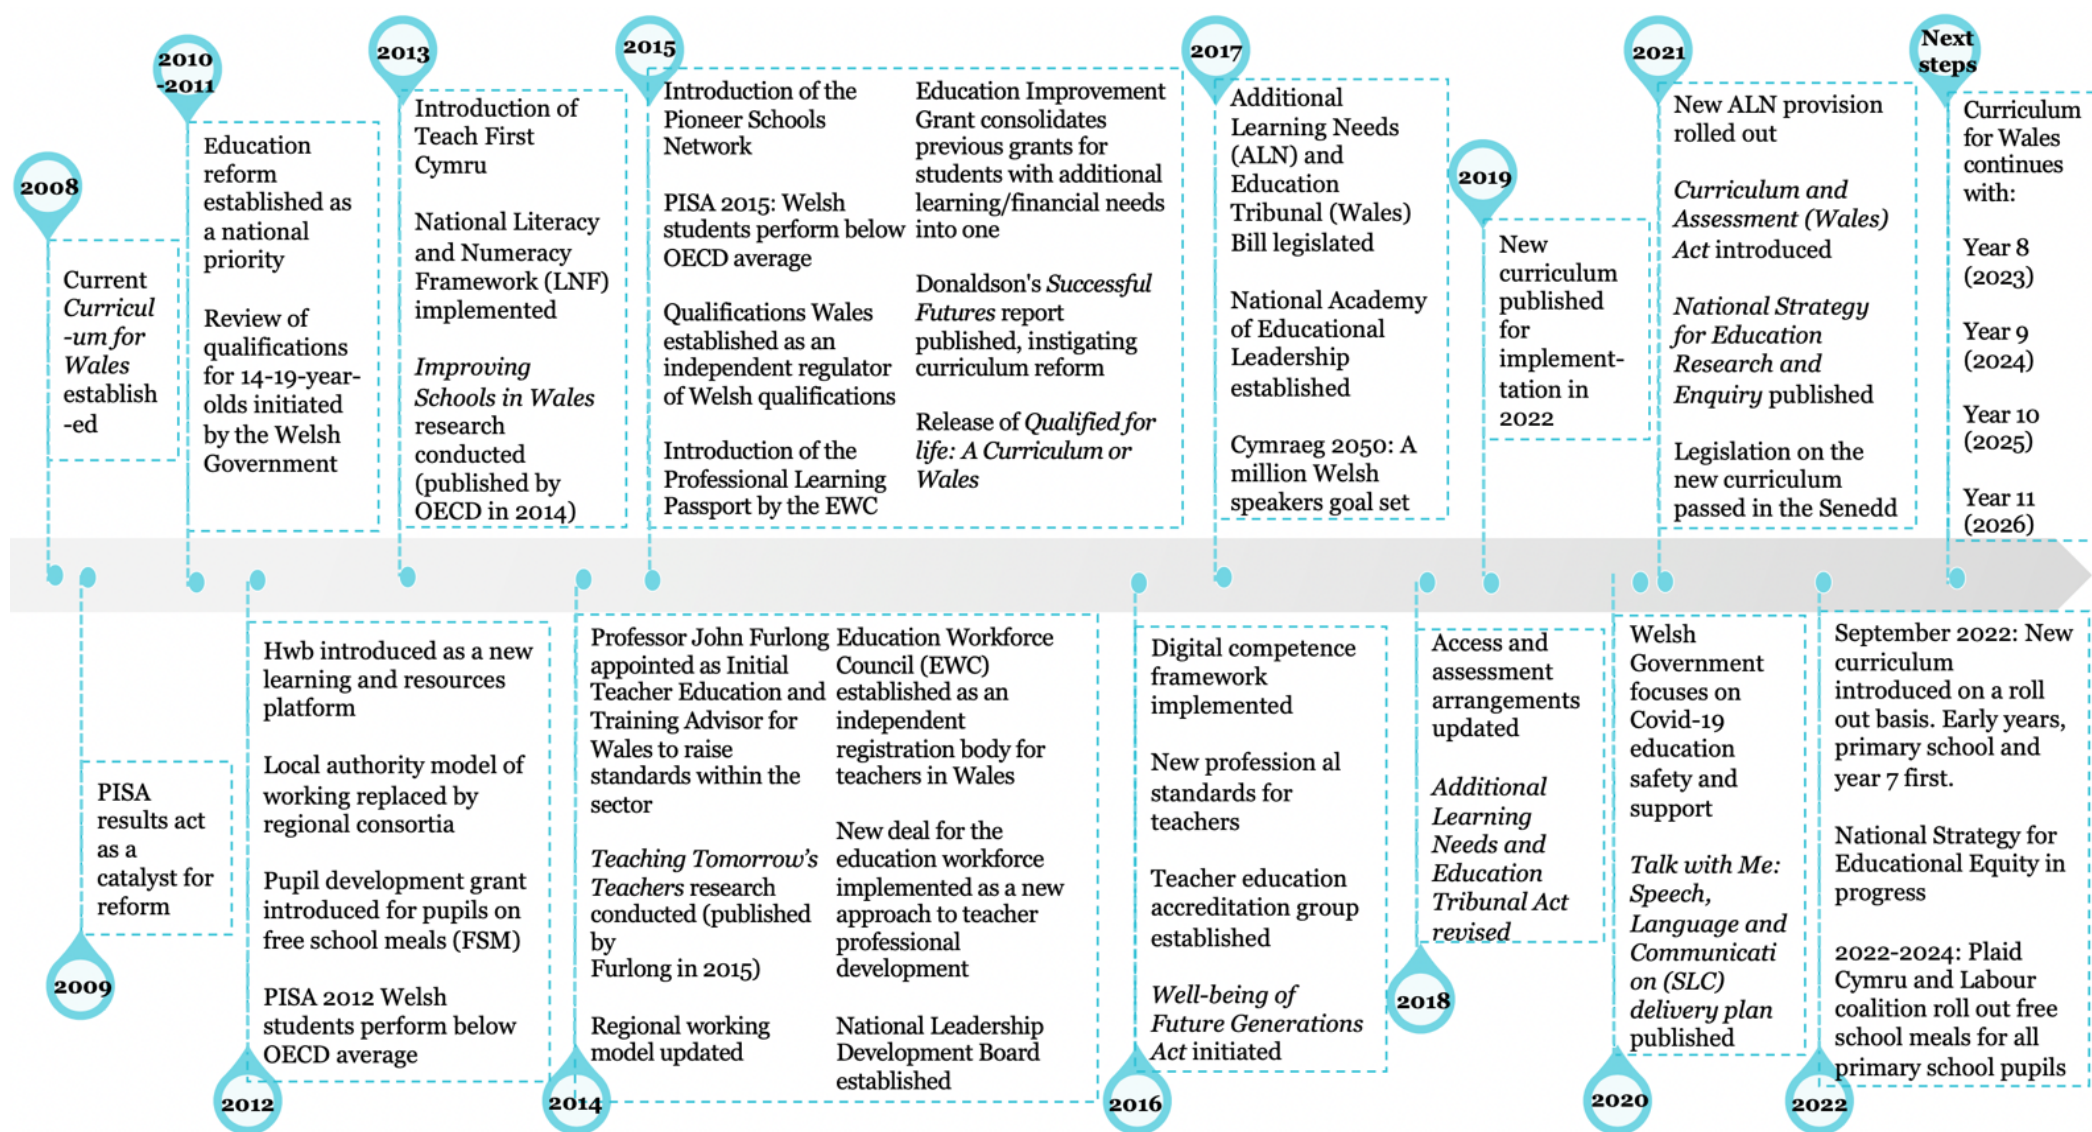 2008
Current
Curricul
-um for
Wales
establish
-ed
2009
PISA
results act
as a
catalyst for
reform
2010
-2011
Education
reform
established as
a national
priority
Review of
qualifications
for 14-19-year-
olds initiated
by the Welsh
Government
2012
Hwb introduced as a new
learning and resources
platform
Local authority model of
working replaced by
regional consortia
Pupil development grant
introduced for pupils on
free school meals (FSM)
PISA 2012 Welsh
students perform below
OECD average
2013
Introduction of
Teach First
Cymru
National Literacy
and Numeracy
Framework (LNF)
implemented
Improving
Schools in Wales
research
conducted
(published by
OECD in 2014)
2014
Professor John Furlong
appointed as Initial
Teacher Education and
Training Advisor for
Wales to raise
standards within the
sector
Teaching Tomorrow's
Teachers research
conducted (published
by
Furlong in 2015)
Regional working
model updated
Education Workforce
Council (EWC)
established as an
independent
registration body for
teachers in Wales
New deal for the
education workforce
implemented as a new
approach to teacher
professional
development
National Leadership
Development Board
established
2015
Introduction of the
Pioneer Schools
Network
PISA 2015: Welsh
students perform below
OECD average
Qualifications Wales
established as an
independent regulator
of Welsh qualifications
Introduction of the
Professional Learning
Passport by the EWC
Education Improvement
Grant consolidates
previous grants for
students with additional
learning/financial needs
into one
Donaldson's Successful
Futures report
published, instigating
curriculum reform
Release of Qualified for
life: A Curriculum or
Wales
2016
Digital competence
framework
implemented
New profession al
standards for
teachers
Teacher education
accreditation group
established
Well-being of
Future Generations
Act initiated
2017
Additional
Learning Needs
(ALN) and
Education
Tribunal (Wales)
Bill legislated
National Academy
of Educational
Leadership
established
Cymraeg 2050: A
million Welsh
speakers goal set
2018
Access and
assessment
arrangements
updated
Additional
Learning
Needs and
Education
Tribunal Act
revised
2019
New
curriculum
published
for
implement-
tation in
2022
2020
Welsh
Government
focuses on
Covid-19
education
safety and
support
Talk with Me:
Speech,
Language and
Communicati
on (SLC)
delivery plan
published
2021
New ALN provision
rolled out
Curriculum and
Assessment (Wales)
Act introduced
National Strategy
for Education
Research and
Enquiry published
Legislation on the
new curriculum
passed in the Senedd
2022
September 2022: New
curriculum
introduced on a roll
out basis. Early years,
primary school and
year 7 first.
National Strategy for
Educational Equity in
progress
2022-2024: Plaid
Cymru and Labour
coalition roll out free
school meals for all
primary school pupils
Next
steps
Curriculum
for Wales
continues
with:
Year 8
(2023)
Year 9
(2024)
Year 10
(2025)
Year 11
(2026)